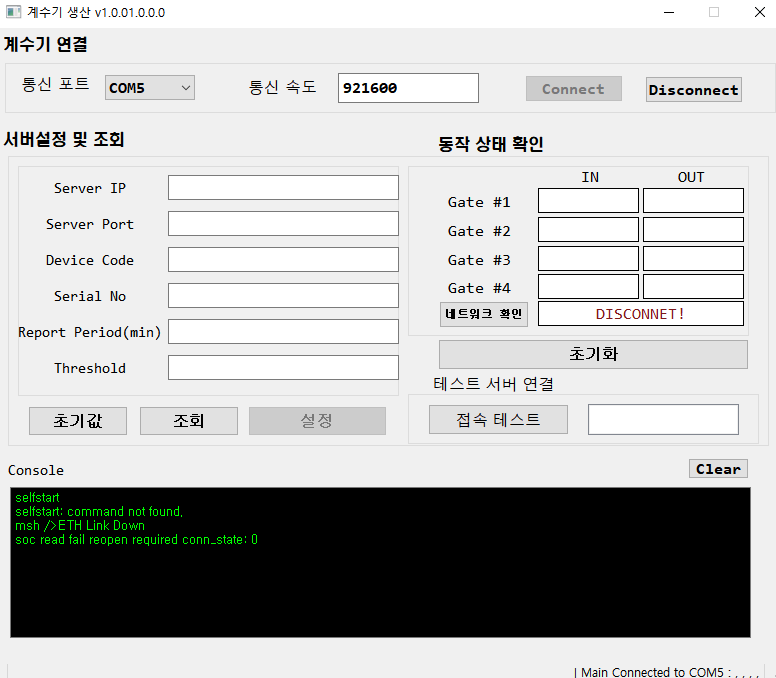 계수기 생산 v1.0.01.0.0.0
계수기 연결
통신 포트 COM5 통신 속도 921600 Connect Disconnect
서버설정 및 조회
동작 상태 확인
IN OUT
Server IP
Gate #1
Server Port
Gate #2
Device Code
Gate #3
Serial No
Gate #4
Report Period(min)
네트워크 확인 DISCONNET!
Threshold
초기화
테스트 서버 연결
초기값 조회 설정
접속 테스트
Console Clear
selfstart
selfstart: command not found,
msh />ETH Link Down
soc read fail reopen required conn_state: 0
| Main Connected to COM5 : , , , ,